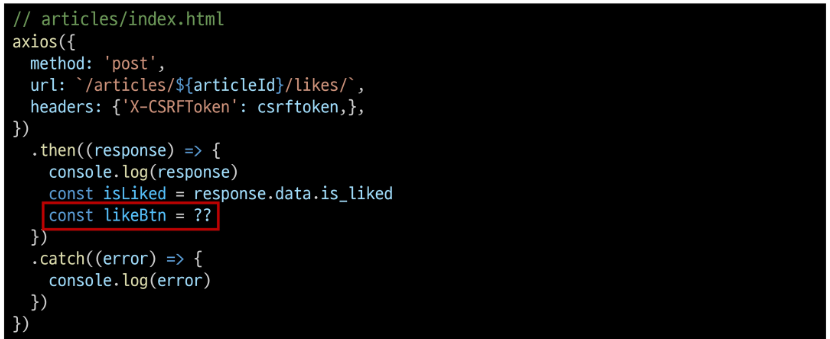 // articles/index.html
axios({
  method: 'post',
  url: `/articles/${articleId}/likes/`,
  headers: {'X-CSRFToken': csrftoken,},
})
  .then((response) => {
    console.log(response)
    const isLiked = response.data.is_liked
    const likeBtn = ??
  })
  .catch((error) => {
    console.log(error)
  })
})